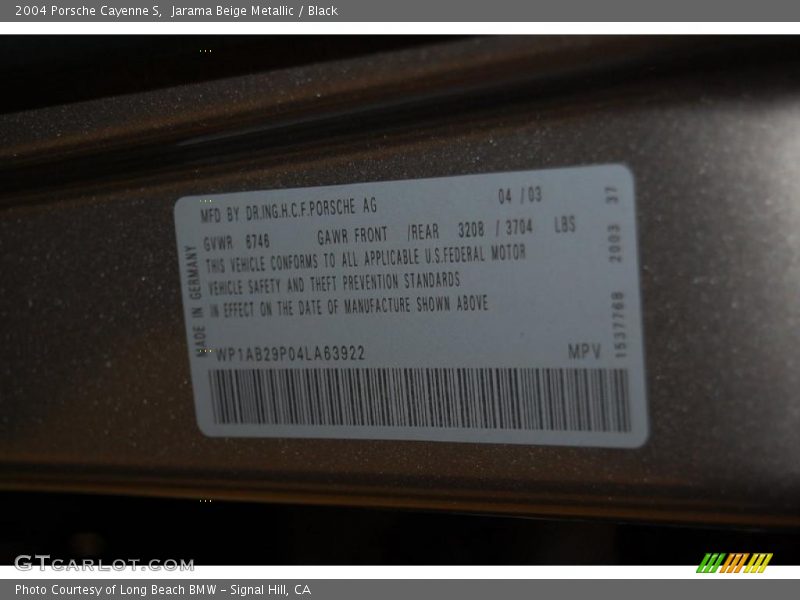 2004 Porsche Cayenne S,  Jarama Beige Metallic / Black
MFD BY DR.ING.H.C.F.PORSCHE AG 04 / 03
GVWR 6746 GAWR FRONT /REAR 3208 / 3704 LBS
THIS VEHICLE CONFORMS TO ALL APPLICABLE U.S.FEDERAL MOTOR
VEHICLE SAFETY AND THEFT PREVENTION STANDARDS
IN EFFECT ON THE DATE OF MANUFACTURE SHOWN ABOVE
WP1AB29P04LA63922 MPV
MADE IN GERMANY
1537768 2003 37
GTCARLOT.COM
Photo Courtesy of Long Beach BMW - Signal Hill, CA